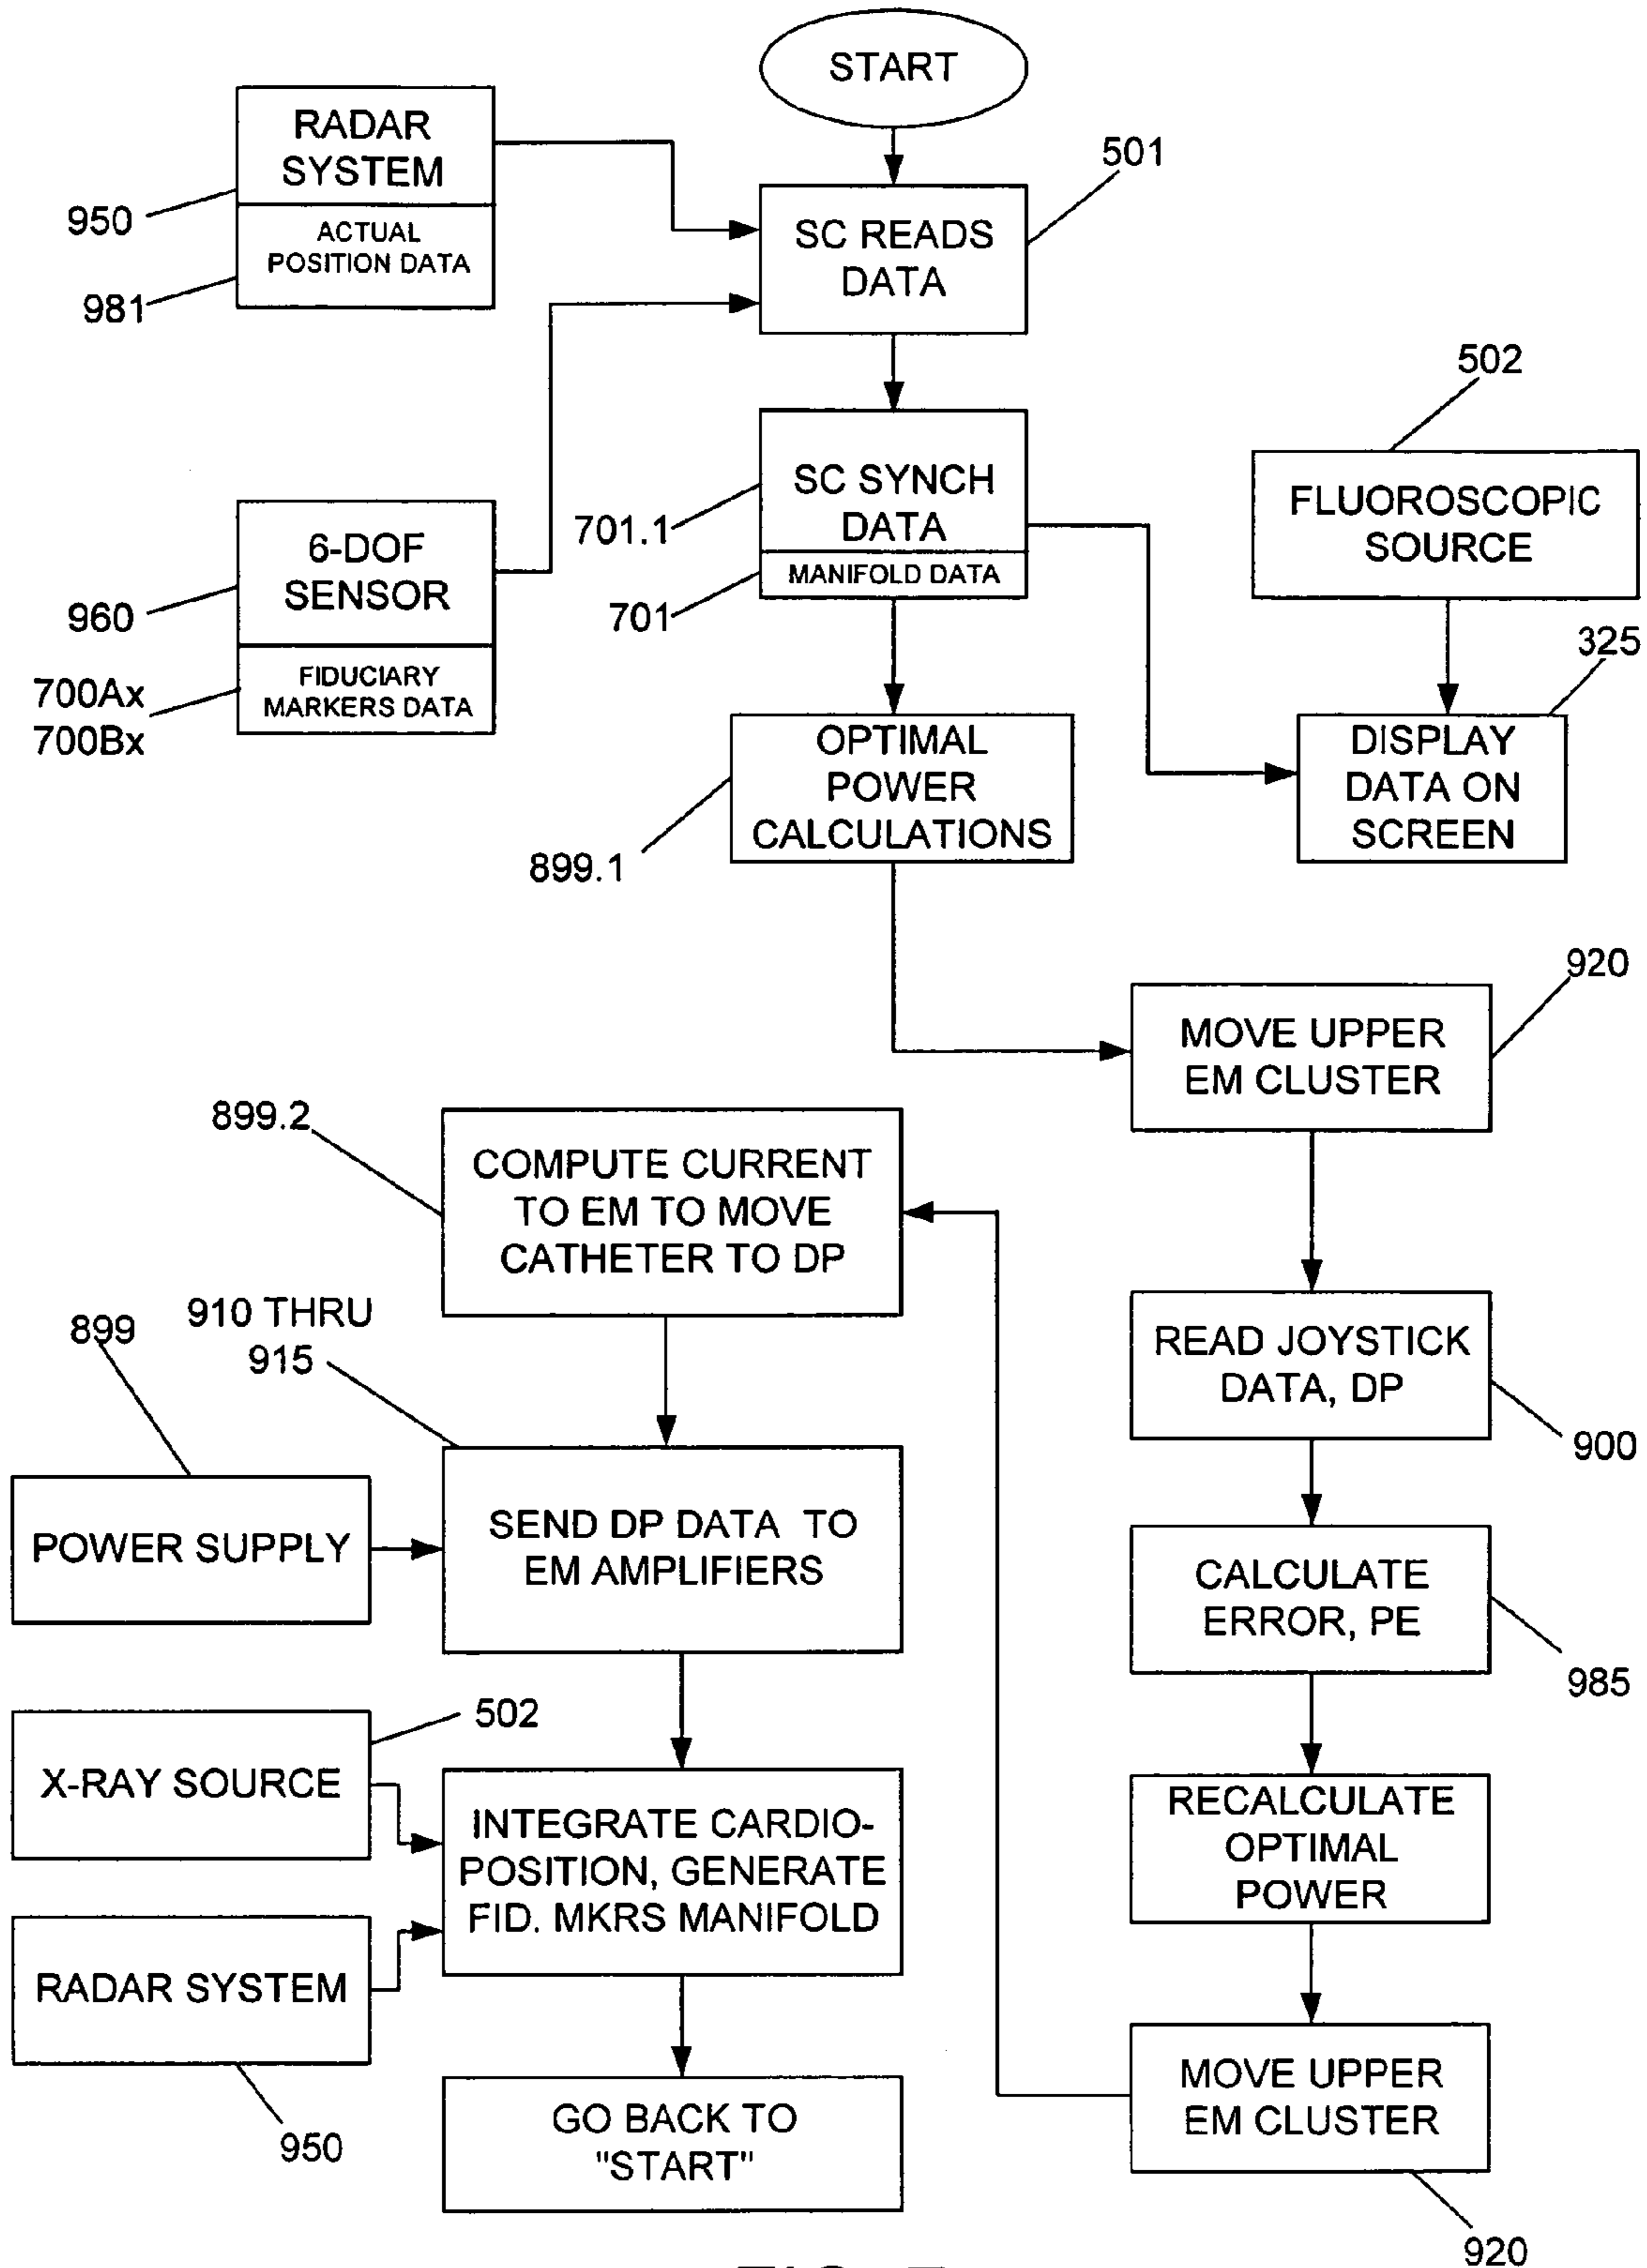 START
RADAR
SYSTEM
950
ACTUAL
POSITION DATA
981
501
SC READS
DATA
502
SC SYNCH
DATA
701.1
MANIFOLD DATA
701
FLUOROSCOPIC
SOURCE
6-DOF
SENSOR
960
FIDUCIARY
MARKERS DATA
700Ax
700Bx
325
OPTIMAL
POWER
CALCULATIONS
899.1
DISPLAY
DATA ON
SCREEN
920
MOVE UPPER
EM CLUSTER
899.2
COMPUTE CURRENT
TO EM TO MOVE
CATHETER TO DP
910 THRU
915
899
READ JOYSTICK
DATA, DP
900
POWER SUPPLY
SEND DP DATA TO
EM AMPLIFIERS
CALCULATE
ERROR, PE
985
502
X-RAY SOURCE
INTEGRATE CARDIO-
POSITION, GENERATE
FID. MKRS MANIFOLD
RECALCULATE
OPTIMAL
POWER
RADAR SYSTEM
950
GO BACK TO
"START"
MOVE UPPER
EM CLUSTER
920